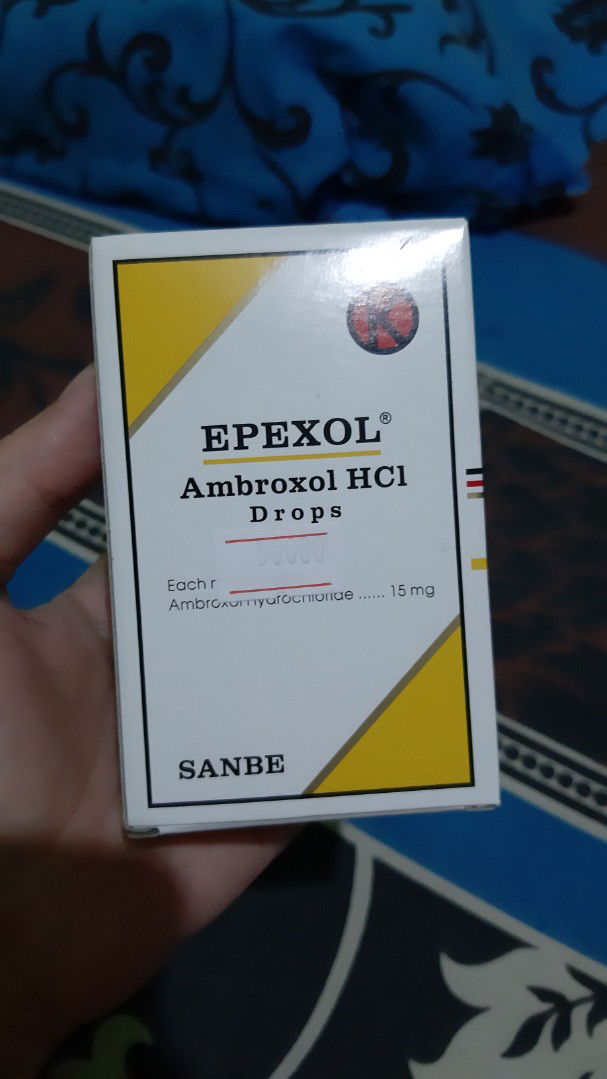 K
EPEXOL®
Ambroxol HCl
Drops
Each
Ambroxol Hydrochloride ...... 15 mg
SANBE